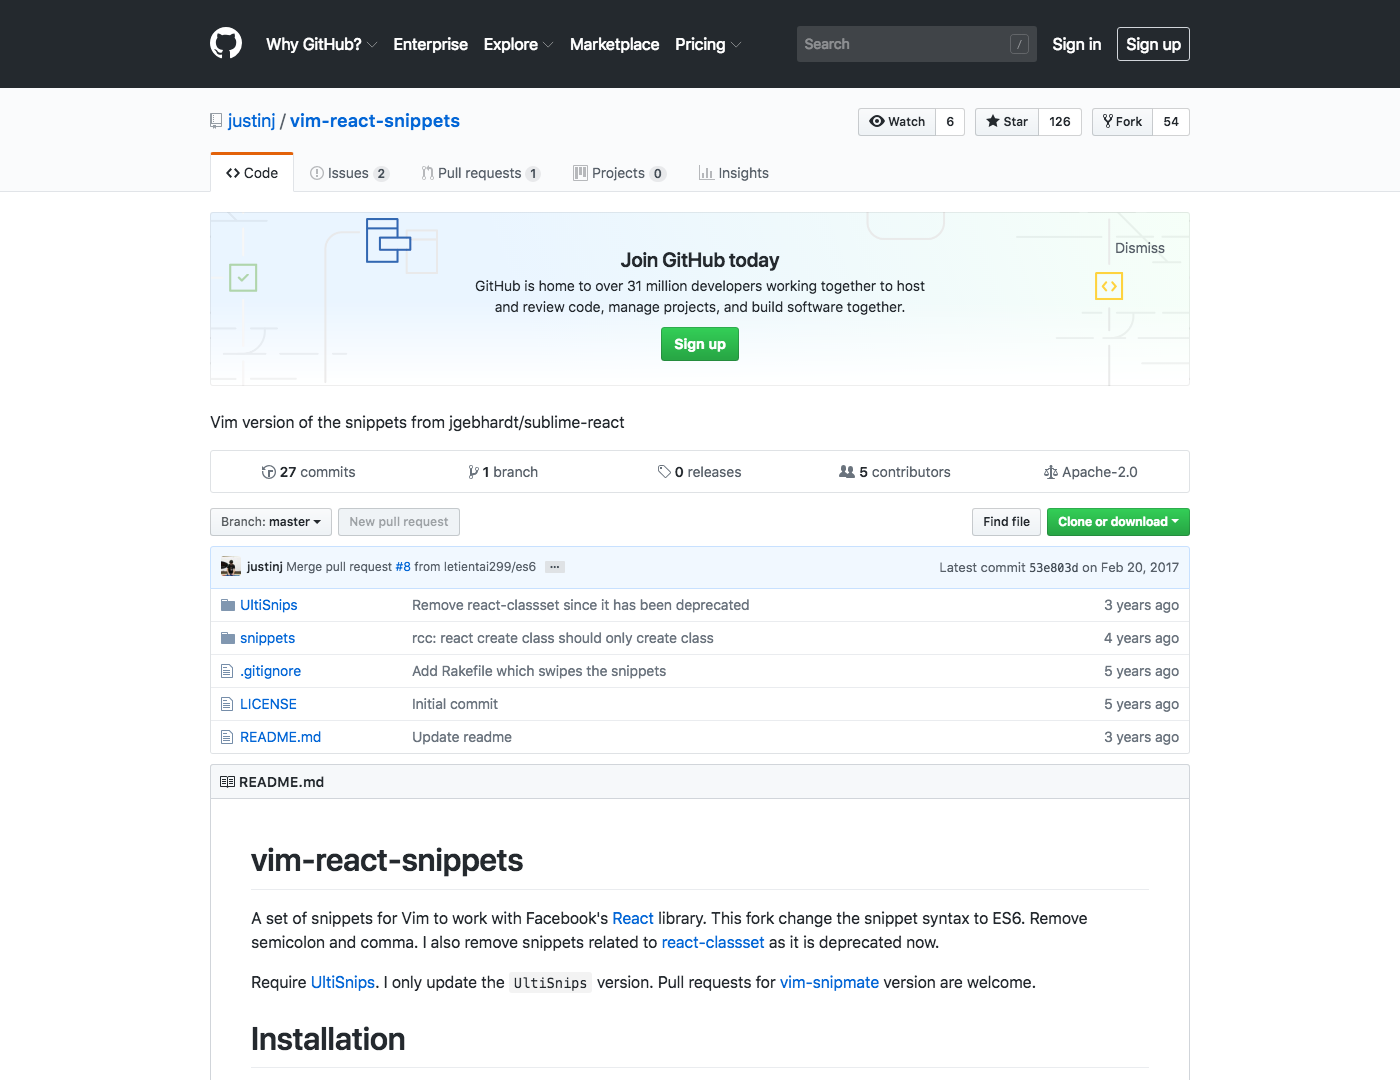 Why GitHub? Enterprise Explore Marketplace Pricing Search / Sign in Sign up
justinj / vim-react-snippets Watch 6 Star 126 Fork 54
Code Issues 2 Pull requests 1 Projects 0 Insights
Dismiss
Join GitHub today
GitHub is home to over 31 million developers working together to host
and review code, manage projects, and build software together.
Sign up
Vim version of the snippets from jgebhardt/sublime-react
27 commits 1 branch 0 releases 5 contributors Apache-2.0
Branch: master New pull request Find file Clone or download
justinj Merge pull request #8 from letientai299/es6 … Latest commit 53e803d on Feb 20, 2017
UltiSnips Remove react-classset since it has been deprecated 3 years ago
snippets rcc: react create class should only create class 4 years ago
.gitignore Add Rakefile which swipes the snippets 5 years ago
LICENSE Initial commit 5 years ago
README.md Update readme 3 years ago
README.md
vim-react-snippets
A set of snippets for Vim to work with Facebook's React library. This fork change the snippet syntax to ES6. Remove
semicolon and comma. I also remove snippets related to react-classset as it is deprecated now.
Require UltiSnips. I only update the UltiSnips version. Pull requests for vim-snipmate version are welcome.
Installation